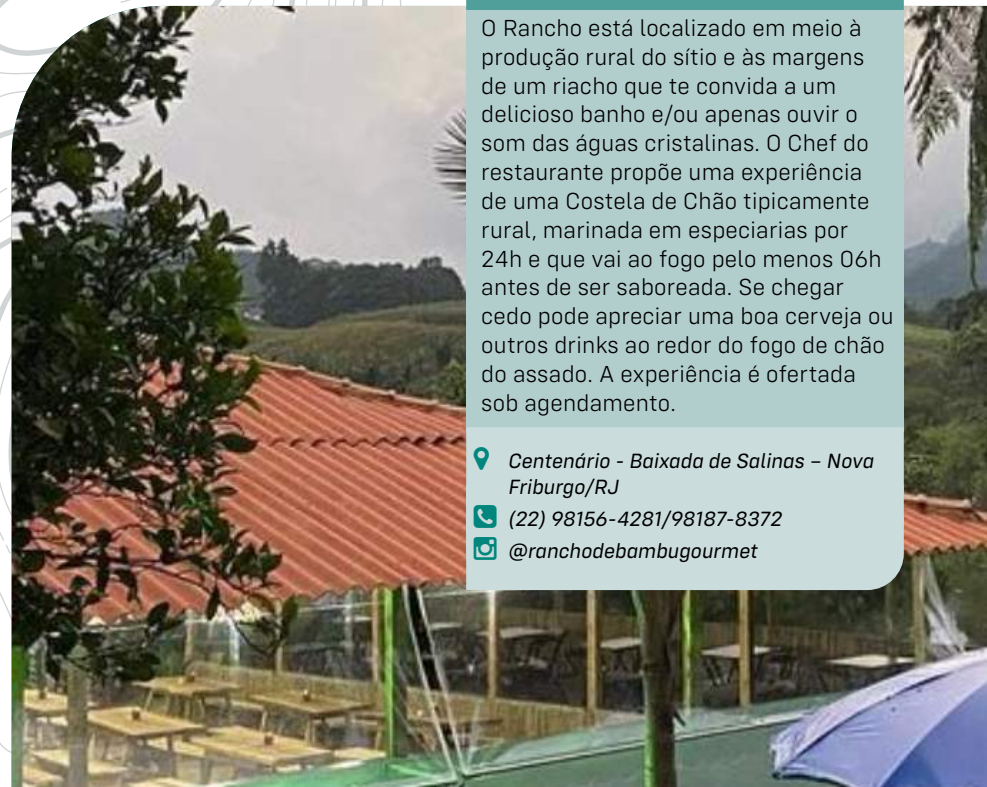 O Rancho está localizado em meio à
produção rural do sítio e às margens
de um riacho que te convida a um
delicioso banho e/ou apenas ouvir o
som das águas cristalinas. O Chef do
restaurante propõe uma experiência
de uma Costela de Chão tipicamente
rural, marinada em especiarias por
24h e que vai ao fogo pelo menos 06h
antes de ser saboreada. Se chegar
cedo pode apreciar uma boa cerveja ou
outros drinks ao redor do fogo de chão
do assado. A experiência é ofertada
sob agendamento.
Centenário - Baixada de Salinas – Nova
Friburgo/RJ
(22) 98156-4281/98187-8372
@ranchodebambugourmet